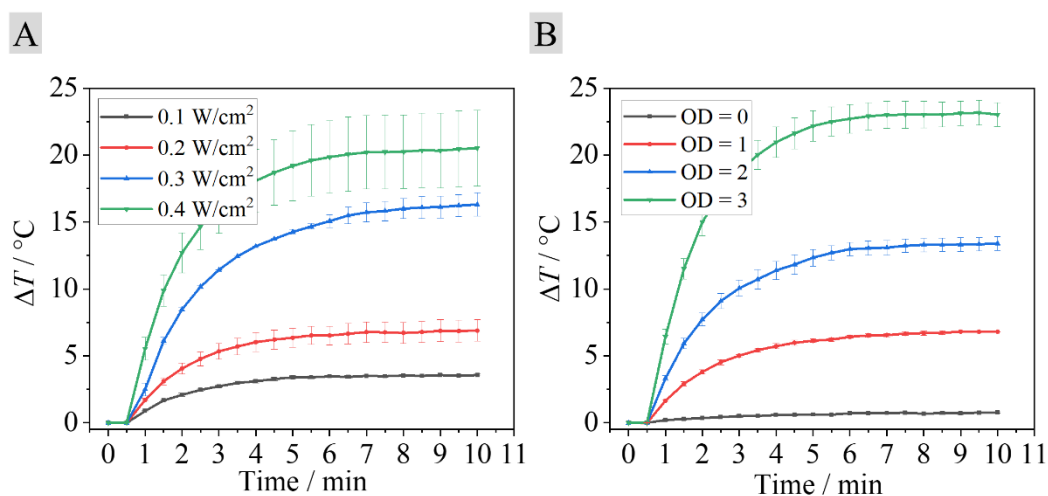 A
25
20
15
10
5
0
ΔT / °C
0.1 W/cm²
0.2 W/cm²
0.3 W/cm²
0.4 W/cm²
0 1 2 3 4 5 6 7 8 9 10 11
Time / min
B
25
20
15
10
5
0
ΔT / °C
OD = 0
OD = 1
OD = 2
OD = 3
0 1 2 3 4 5 6 7 8 9 10 11
Time / min